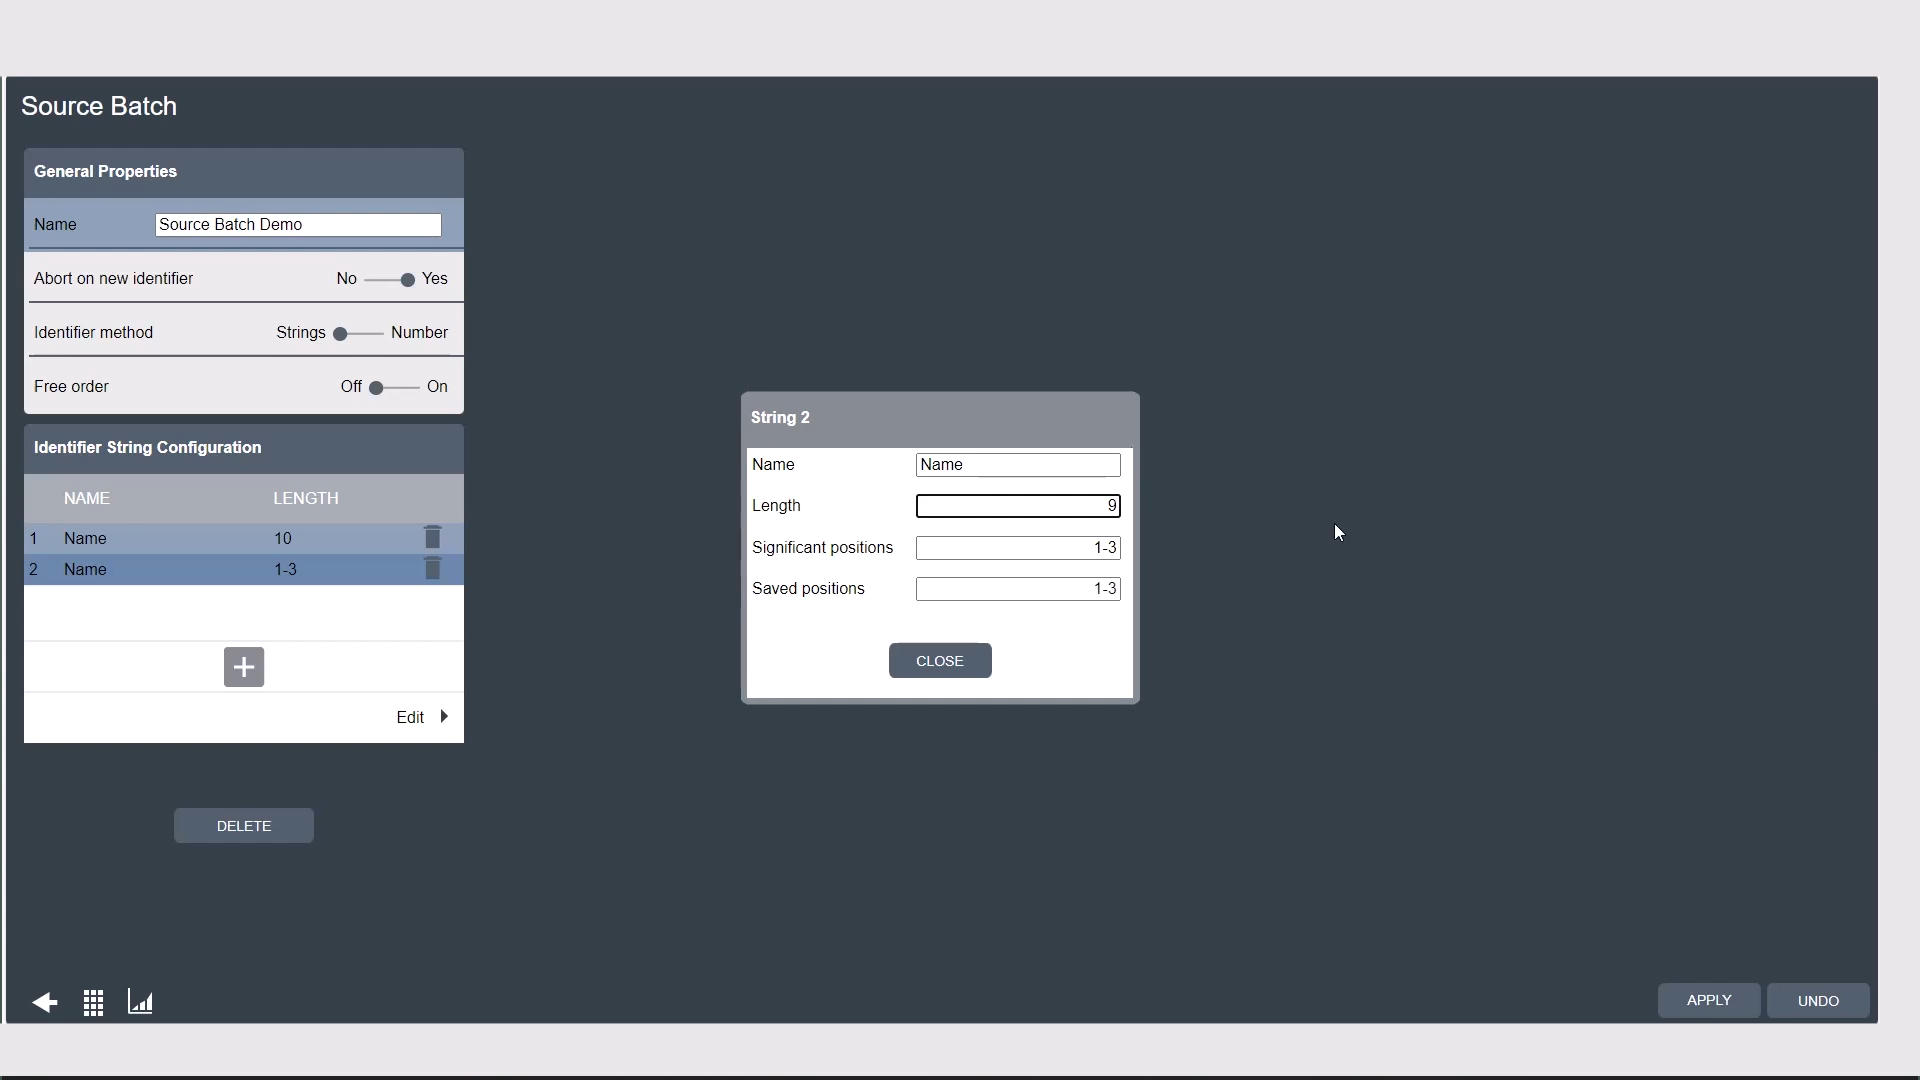 Source Batch
General Properties
Name Source Batch Demo
Abort on new identifier No Yes
Identifier method Strings Number
Free order Off On
Identifier String Configuration
NAME LENGTH
1 Name 10
2 Name 1-3
Edit
DELETE
String 2
Name Name
Length 9
Significant positions 1-3
Saved positions 1-3
CLOSE
APPLY UNDO